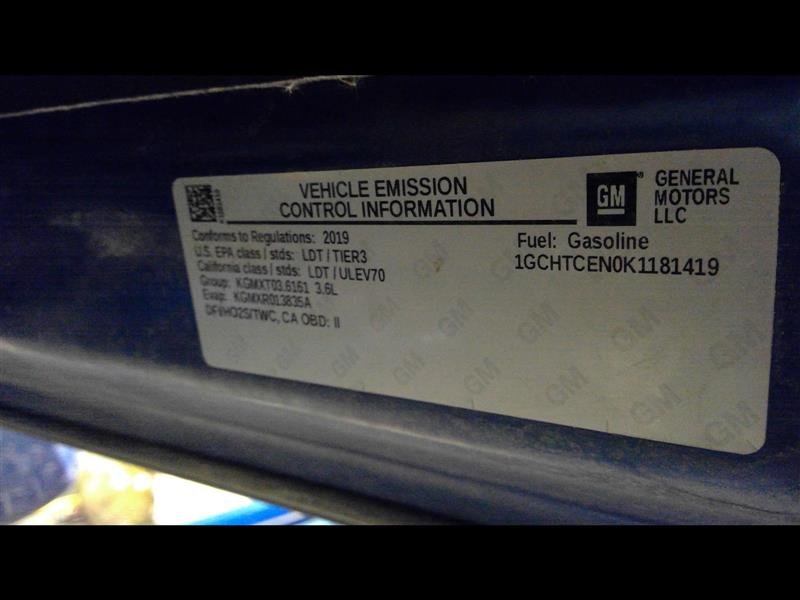 VEHICLE EMISSION
CONTROL INFORMATION
GM
GENERAL
MOTORS
LLC
Conforms to Regulations: 2019
U.S. EPA class / stds: LDT / TIER3
California class / stds: LDT / ULEV70
Group: KGMXT03.6161 3.6L
Evap: KGMXR0133835A
DFI/HO2S/TWC, CA OBD: II
Fuel: Gasoline
1GCHTCEN0K1181419